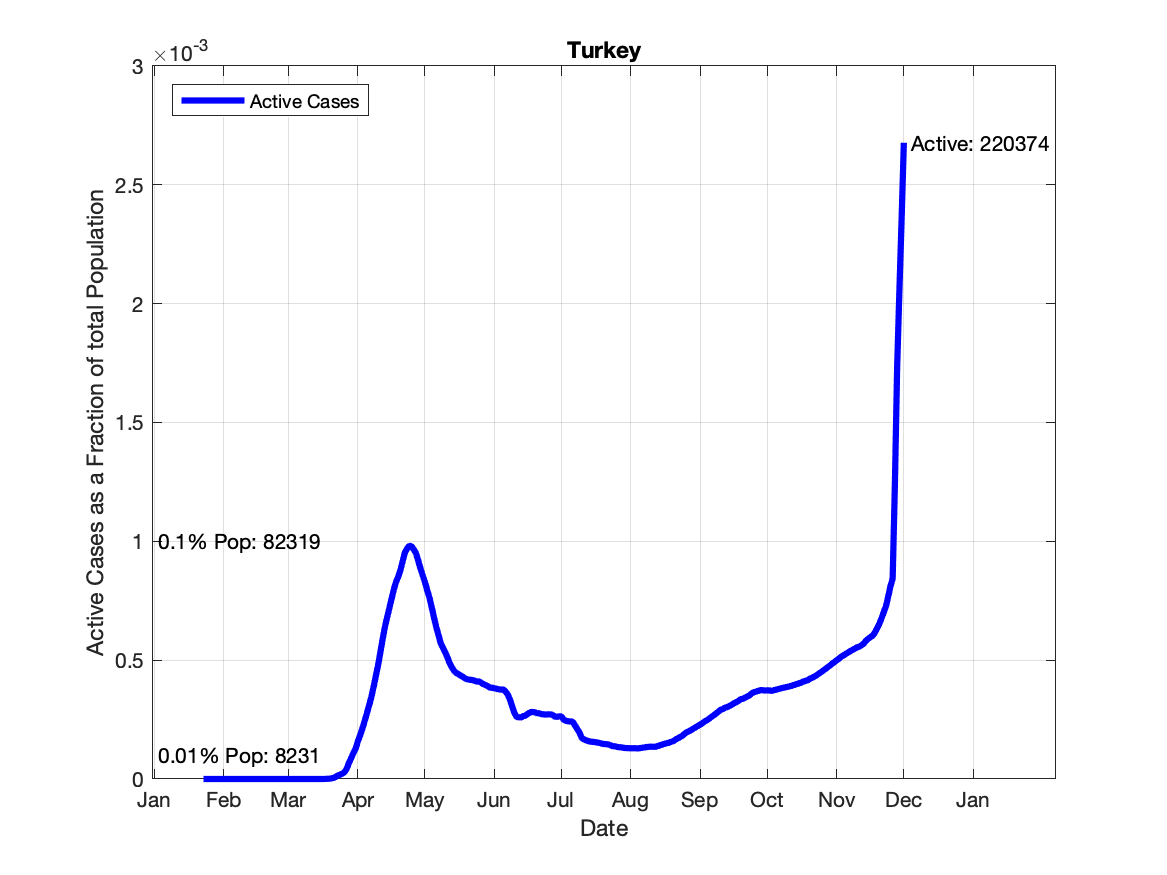 Turkey
×10-3
3
2.5
2
1.5
1
0.5
0
Active Cases
Active: 220374
0.1% Pop: 82319
0.01% Pop: 8231
Active Cases as a Fraction of total Population
Jan Feb Mar Apr May Jun Jul Aug Sep Oct Nov Dec Jan
Date